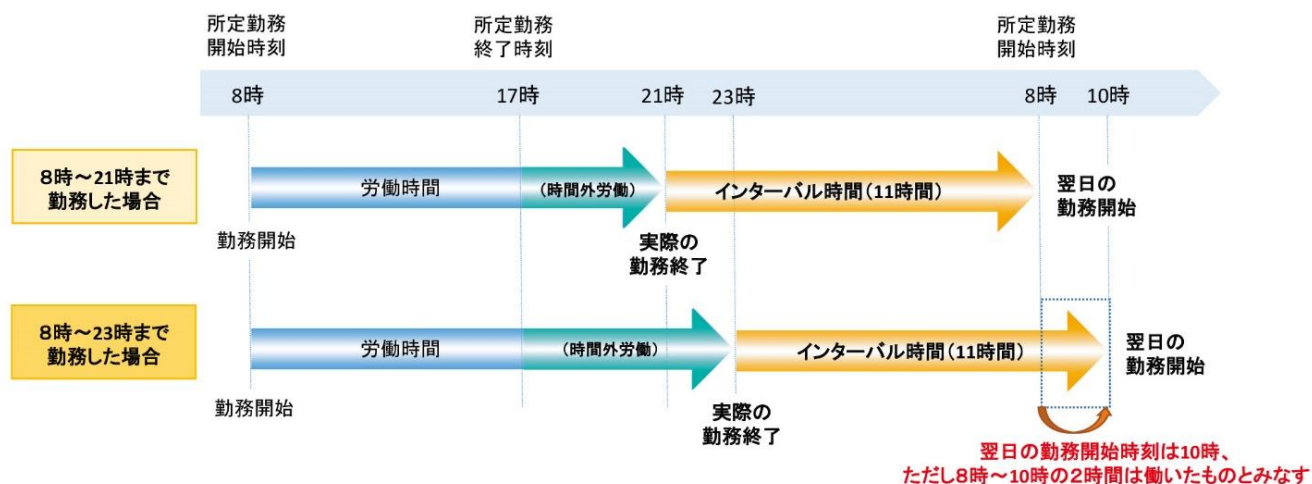 所定勤務
開始時刻
所定勤務
終了時刻
所定勤務
開始時刻
8時
17時
21時
23時
8時
10時
8時～21時まで
勤務した場合
労働時間
(時間外労働)
インターバル時間(11時間)
翌日の
勤務開始
勤務開始
実際の
勤務終了
8時～23時まで
勤務した場合
労働時間
(時間外労働)
インターバル時間(11時間)
翌日の
勤務開始
勤務開始
実際の
勤務終了
翌日の勤務開始時刻は10時、
ただし8時～10時の2時間は働いたものとみなす